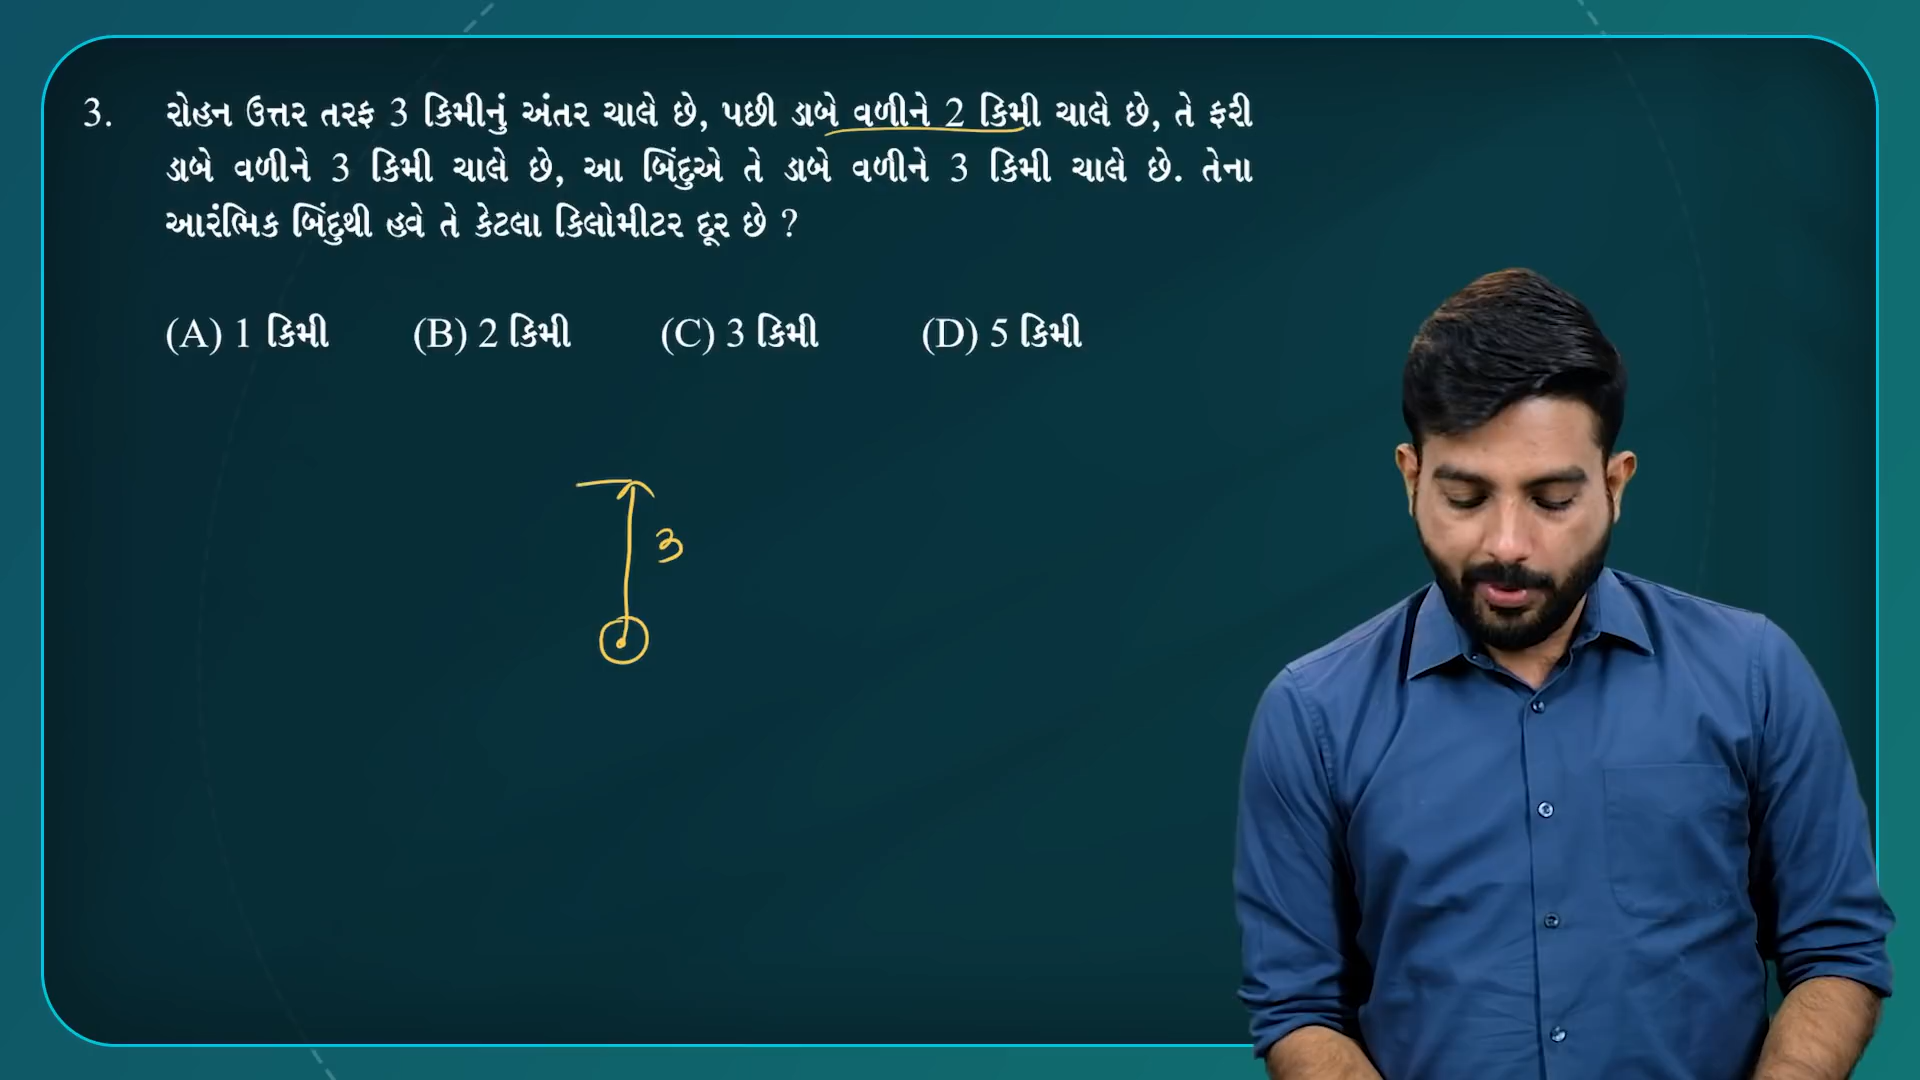 3. રોહન ઉત્તર તરફ 3 કિમીનું અંતર ચાલે છે, પછી ડાબે વળીને 2 કિમી ચાલે છે, તે ફરી
ડાબે વળીને 3 કિમી ચાલે છે, આ બિંદુએ તે ડાબે વળીને 3 કિમી ચાલે છે. તેના
આરંભિક બિંદુથી હવે તે કેટલા કિલોમીટર દૂર છે ?
(A) 1 કિમી (B) 2 કિમી (C) 3 કિમી (D) 5 કિમી
3